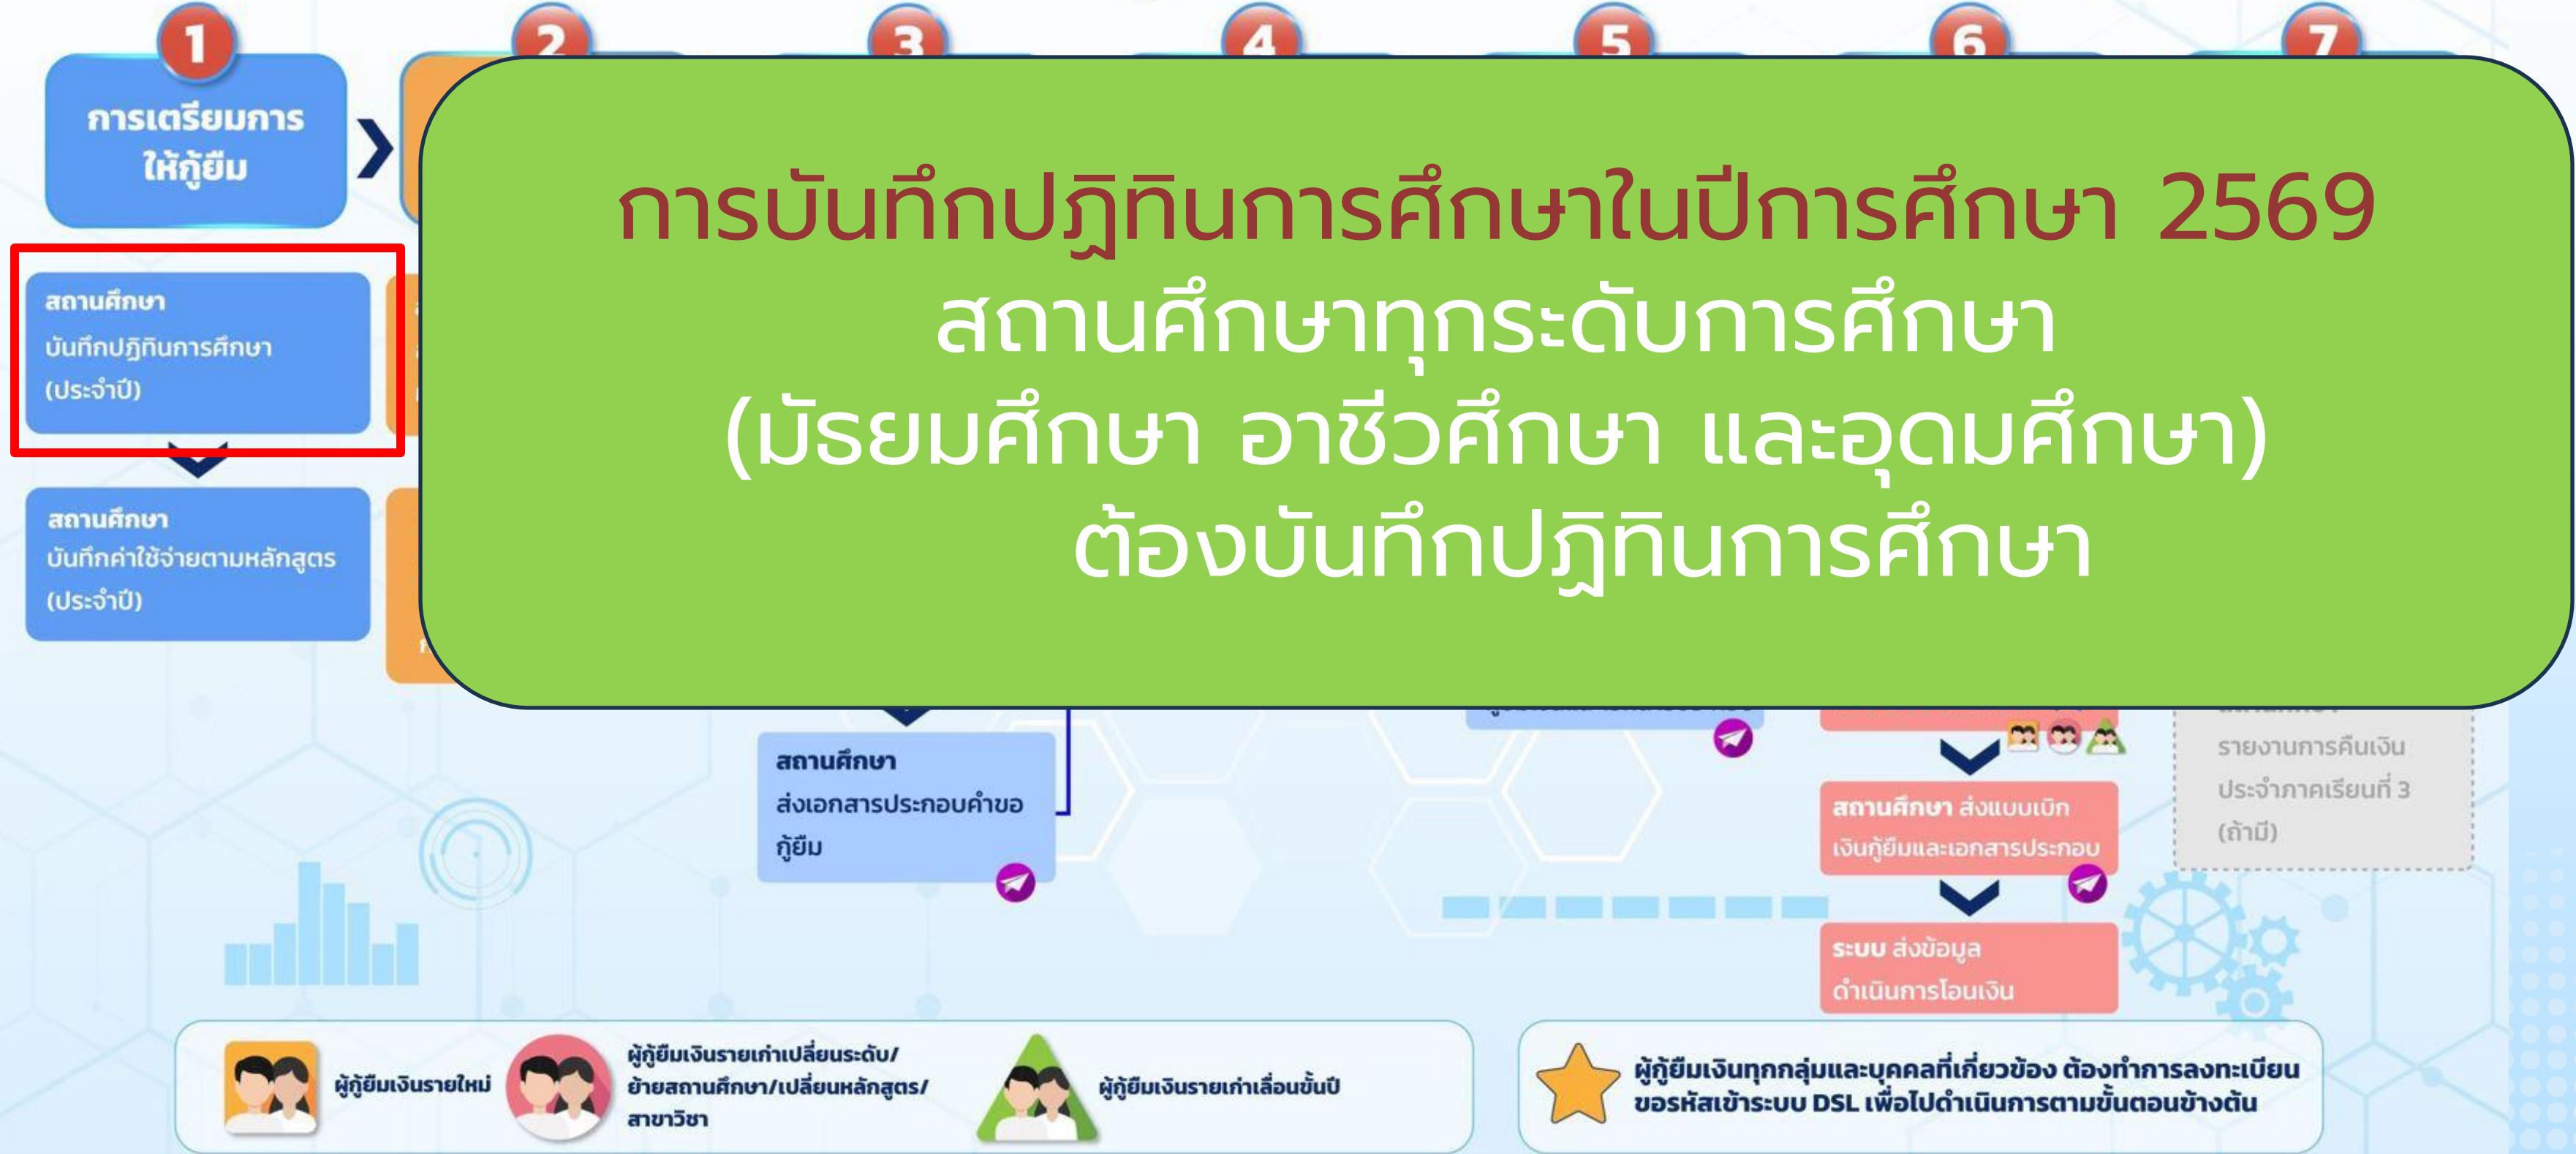 1
2
3
4
5
6
7
การเตรียมการ
ให้กู้ยืม
การบันทึกปฏิทินการศึกษาในปีการศึกษา 2569
สถานศึกษาทุกระดับการศึกษา
(มัธยมศึกษา อาชีวศึกษา และอุดมศึกษา)
ต้องบันทึกปฏิทินการศึกษา
สถานศึกษา
บันทึกปฏิทินการศึกษา
(ประจำปี)
สถานศึกษา
บันทึกค่าใช้จ่ายตามหลักสูตร
(ประจำปี)
สถานศึกษา
ส่งเอกสารประกอบคำขอ
กู้ยืม
สถานศึกษา ส่งแบบเบิก
เงินกู้ยืมและเอกสารประกอบ
ระบบ ส่งข้อมูล
ดำเนินการโอนเงิน
รายงานการคืนเงิน
ประจำภาคเรียนที่ 3
(ถ้ามี)
ผู้กู้ยืมเงินรายใหม่
ผู้กู้ยืมเงินรายเก่าเปลี่ยนระดับ/
ย้ายสถานศึกษา/เปลี่ยนหลักสูตร/
สาขาวิชา
ผู้กู้ยืมเงินรายเก่าเลื่อนชั้นปี
ผู้กู้ยืมเงินทุกกลุ่มและบุคคลที่เกี่ยวข้อง ต้องทำการลงทะเบียน
ขอรหัสเข้าระบบ DSL เพื่อไปดำเนินการตามขั้นตอนข้างต้น